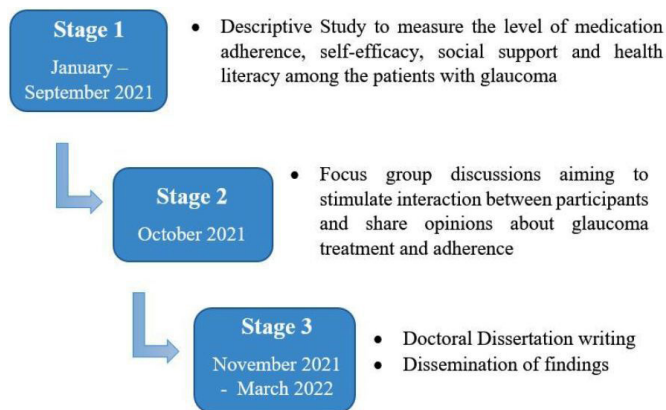 Stage 1
January –
September 2021
• Descriptive Study to measure the level of medication
adherence, self-efficacy, social support and health
literacy among the patients with glaucoma
Stage 2
October 2021
• Focus group discussions aiming to
stimulate interaction between participants
and share opinions about glaucoma
treatment and adherence
Stage 3
November 2021
- March 2022
• Doctoral Dissertation writing
• Dissemination of findings